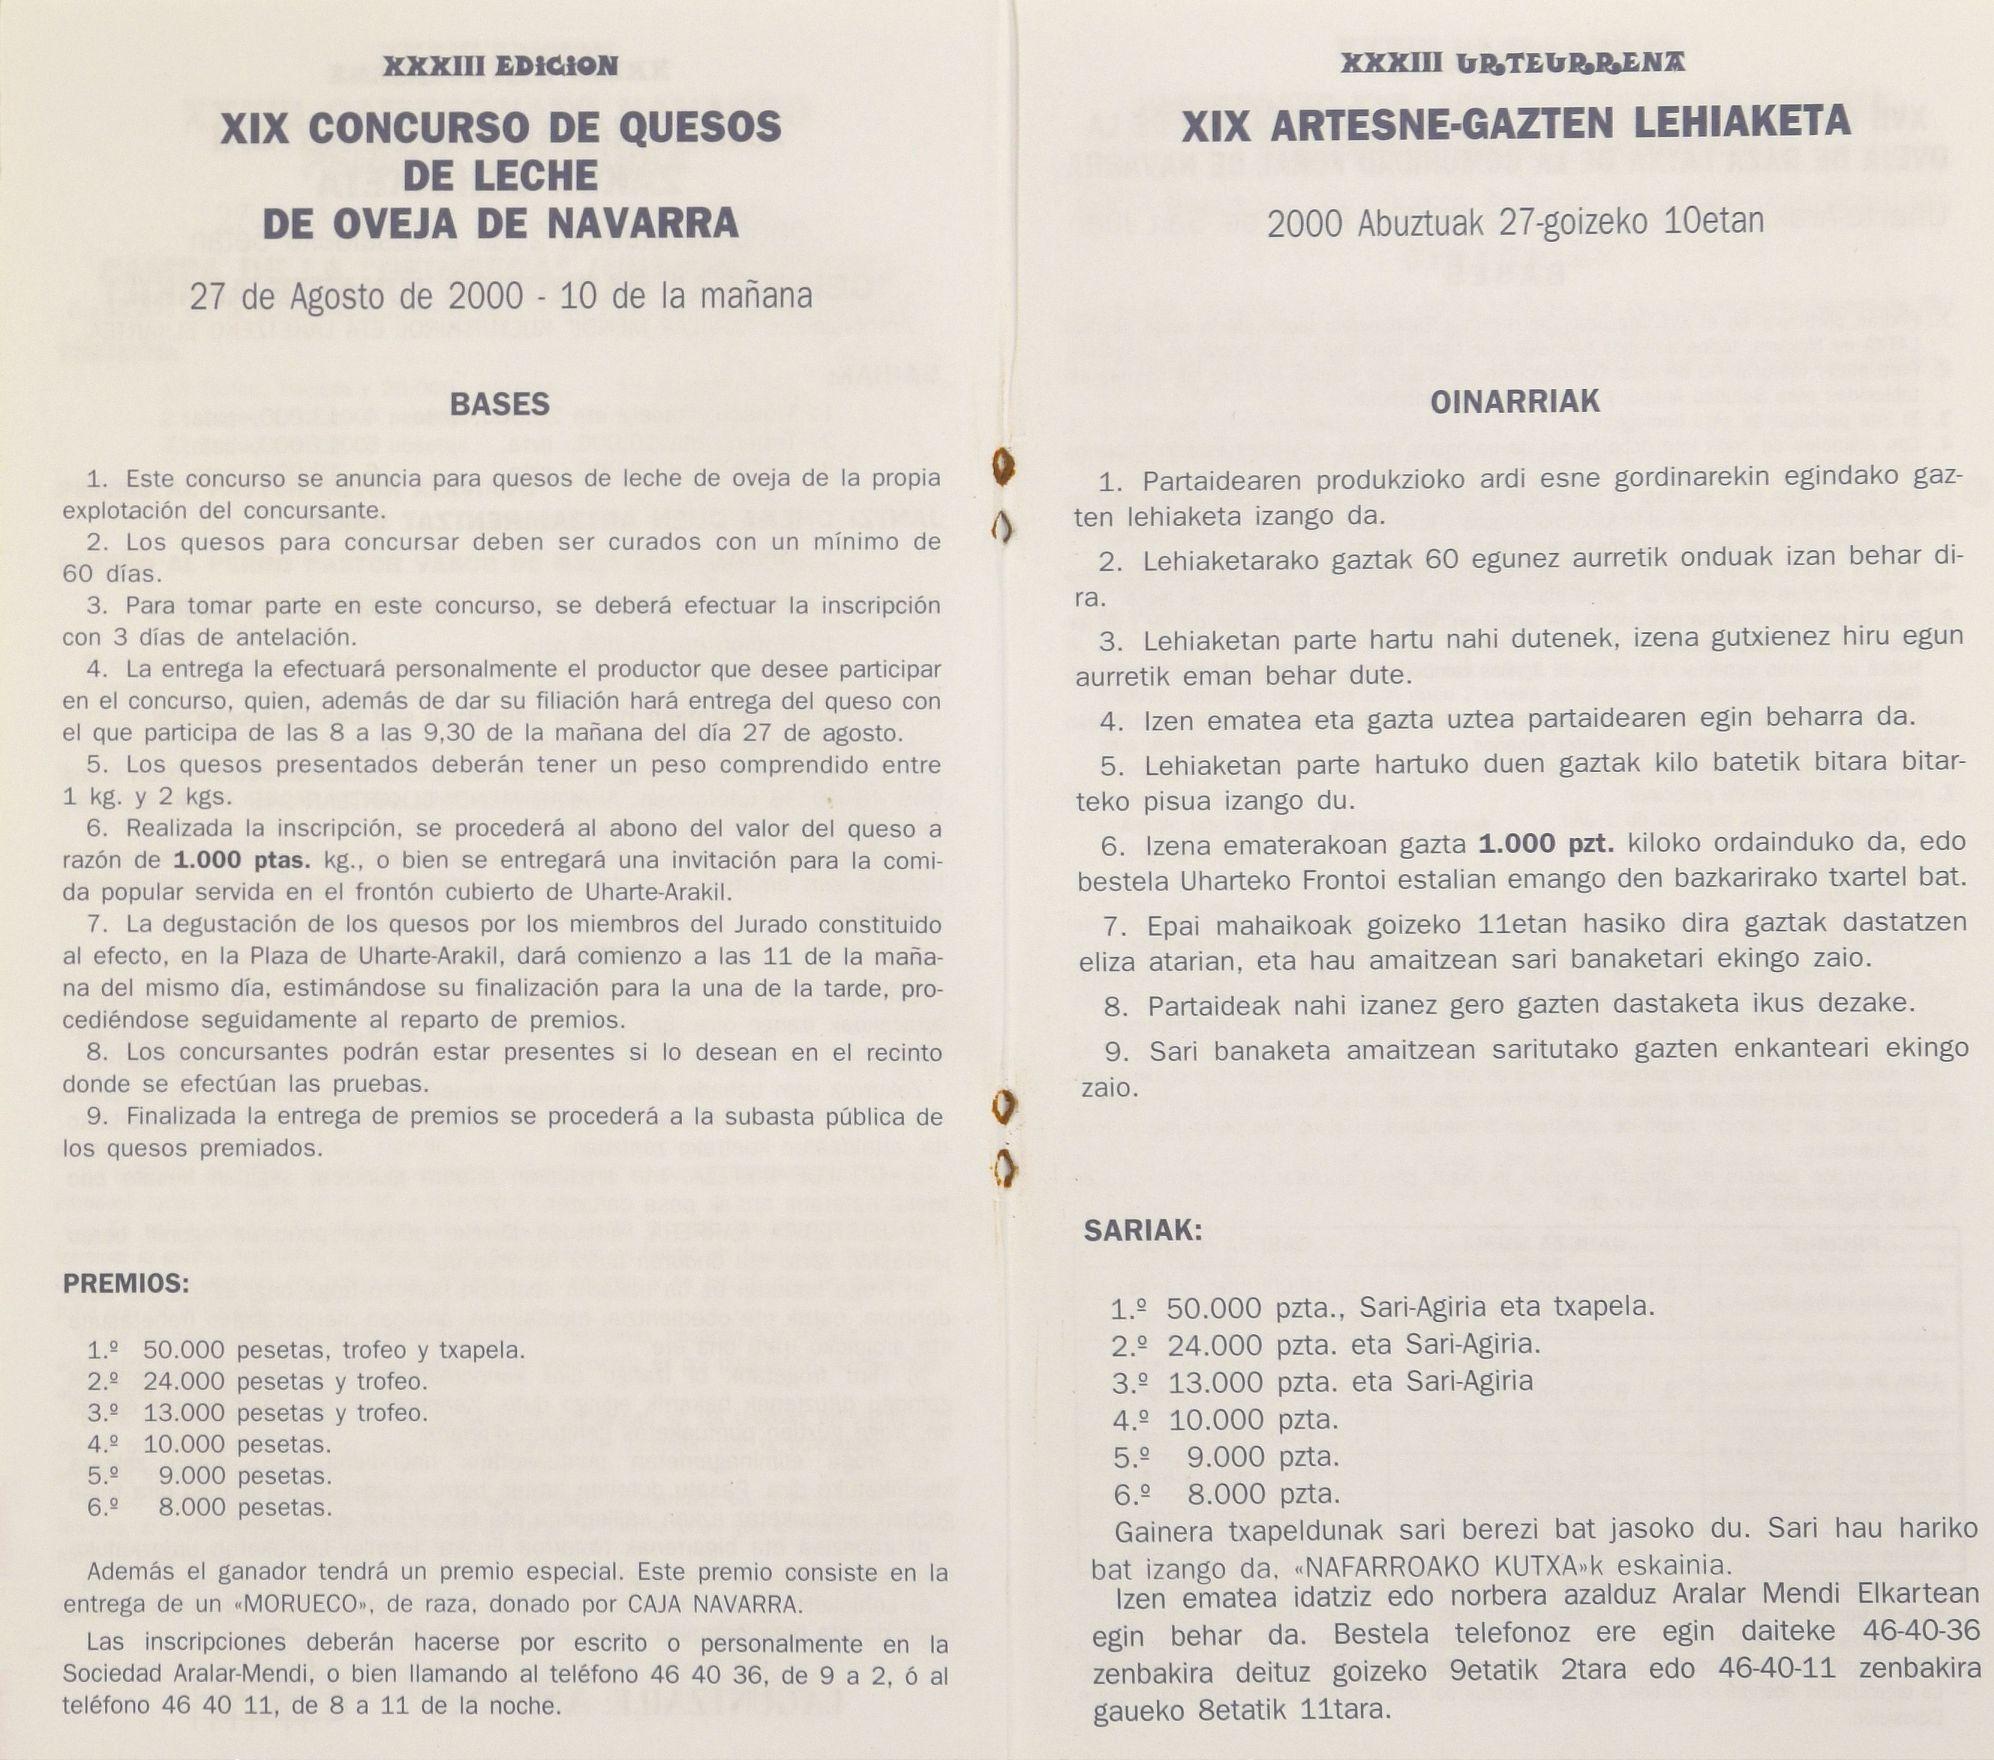 XXXIII EDICION
XIX CONCURSO DE QUESOS
DE LECHE
DE OVEJA DE NAVARRA
27 de Agosto de 2000 - 10 de la mañana
BASES
1. Este concurso se anuncia para quesos de leche de oveja de la propia
explotación del concursante.
2. Los quesos para concursar deben ser curados con un mínimo de
60 días.
3. Para tomar parte en este concurso, se deberá efectuar la inscripción
con 3 días de antelación.
4. La entrega la efectuará personalmente el productor que desee participar
en el concurso, quien, además de dar su filiación hará entrega del queso con
el que participa de las 8 a las 9,30 de la mañana del día 27 de agosto.
5. Los quesos presentados deberán tener un peso comprendido entre
1 kg. y 2 kgs.
6. Realizada la inscripción, se procederá al abono del valor del queso a
razón de 1.000 ptas. kg., o bien se entregará una invitación para la comi-
da popular servida en el frontón cubierto de Uharte-Arakil.
7. La degustación de los quesos por los miembros del Jurado constituido
al efecto, en la Plaza de Uharte-Arakil, dará comienzo a las 11 de la maña-
na del mismo día, estimándose su finalización para la una de la tarde, pro-
cediéndose seguidamente al reparto de premios.
8. Los concursantes podrán estar presentes si lo desean en el recinto
donde se efectúan las pruebas.
9. Finalizada la entrega de premios se procederá a la subasta pública de
los quesos premiados.
PREMIOS:
1.º 50.000 pesetas, trofeo y txapela.
2.º 24.000 pesetas y trofeo.
3.º 13.000 pesetas y trofeo.
4.º 10.000 pesetas.
5.º 9.000 pesetas.
6.º 8.000 pesetas.
Además el ganador tendrá un premio especial. Este premio consiste en la
entrega de un «MORUECO», de raza, donado por CAJA NAVARRA.
Las inscripciones deberán hacerse por escrito o personalmente en la
Sociedad Aralar-Mendi, o bien llamando al teléfono 46 40 36, de 9 a 2, ó al
teléfono 46 40 11, de 8 a 11 de la noche.
XXXIII URTEURRENA
XIX ARTESNE-GAZTEN LEHIAKETA
2000 Abuztuak 27-goizeko 10etan
OINARRIAK
1. Partaidearen produkzioko ardi esne gordinarekin egindako gaz-
ten lehiaketa izango da.
2. Lehiaketarako gaztak 60 egunez aurretik onduak izan behar di-
ra.
3. Lehiaketan parte hartu nahi dutenek, izena gutxienez hiru egun
aurretik eman behar dute.
4. Izen ematea eta gazta uztea partaidearen egin beharra da.
5. Lehiaketan parte hartuko duen gaztak kilo batetik bitara bitar-
teko pisua izango du.
6. Izena ematerakoan gazta 1.000 pzt. kiloko ordainduko da, edo
bestela Uharteko Frontoi estalian emango den bazkarirako txartel bat.
7. Epai mahaikoak goizeko 11etan hasiko dira gaztak dastatzen
eliza atarian, eta hau amaitzean sari banaketari ekingo zaio.
8. Partaideak nahi izanez gero gazten dastaketa ikus dezake.
9. Sari banaketa amaitzean saritutako gazten enkanteari ekingo
zaio.
SARIAK:
1.º 50.000 pzta., Sari-Agiria eta txapela.
2.º 24.000 pzta. eta Sari-Agiria.
3.º 13.000 pzta. eta Sari-Agiria
4.º 10.000 pzta.
5.º 9.000 pzta.
6.º 8.000 pzta.
Gainera txapeldunak sari berezi bat jasoko du. Sari hau hariko
bat izango da, «NAFARROAKO KUTXA»k eskainia.
Izen ematea idatziz edo norbera azalduz Aralar Mendi Elkartean
egin behar da. Bestela telefonoz ere egin daiteke 46-40-36
zenbakira deituz goizeko 9etatik 2tara edo 46-40-11 zenbakira
gaueko 8etatik 11tara.